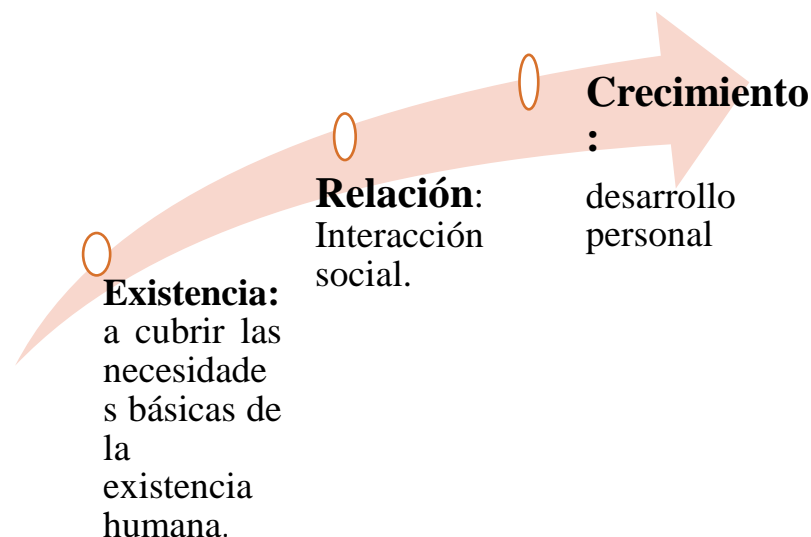 Existencia:
a cubrir las
necesidade
s básicas de
la
existencia
humana.
Relación:
Interacción
social.
Crecimiento
:
desarrollo
personal